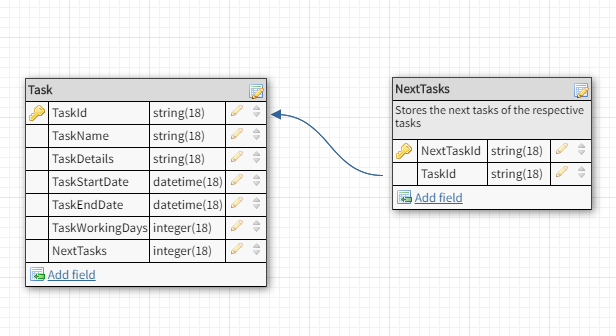 Task
TaskId string(18)
TaskName string(18)
TaskDetails string(18)
TaskStartDate datetime(18)
TaskEndDate datetime(18)
TaskWorkingDays integer(18)
NextTasks integer(18)
Add field
NextTasks
Stores the next tasks of the respective
tasks
NextTaskId string(18)
TaskId string(18)
Add field